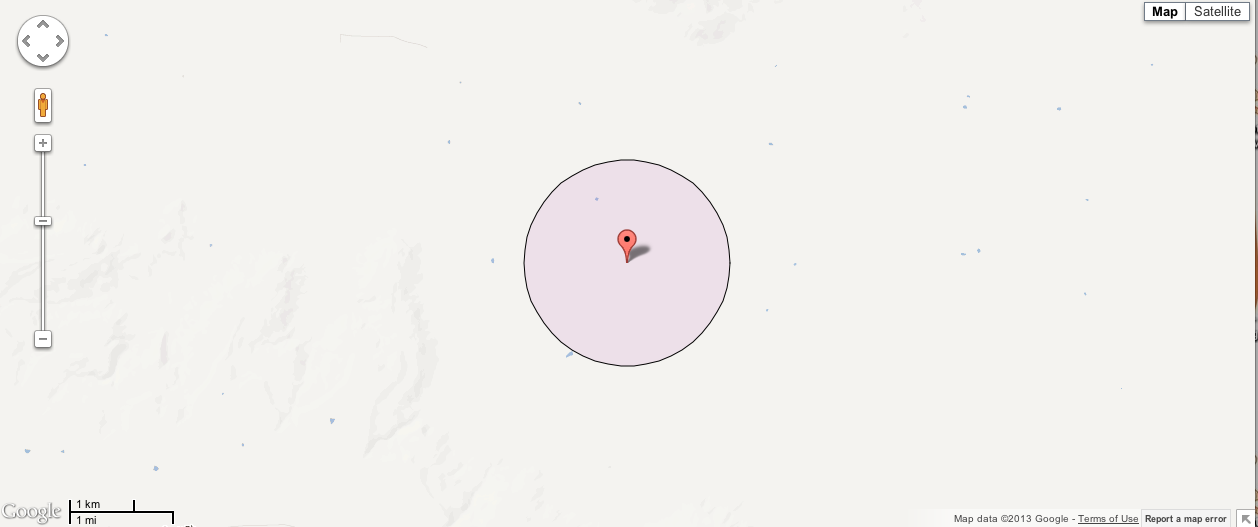 Map Satellite
Google
1 km
1 mi
Map data ©2013 Google - Terms of Use Report a map error